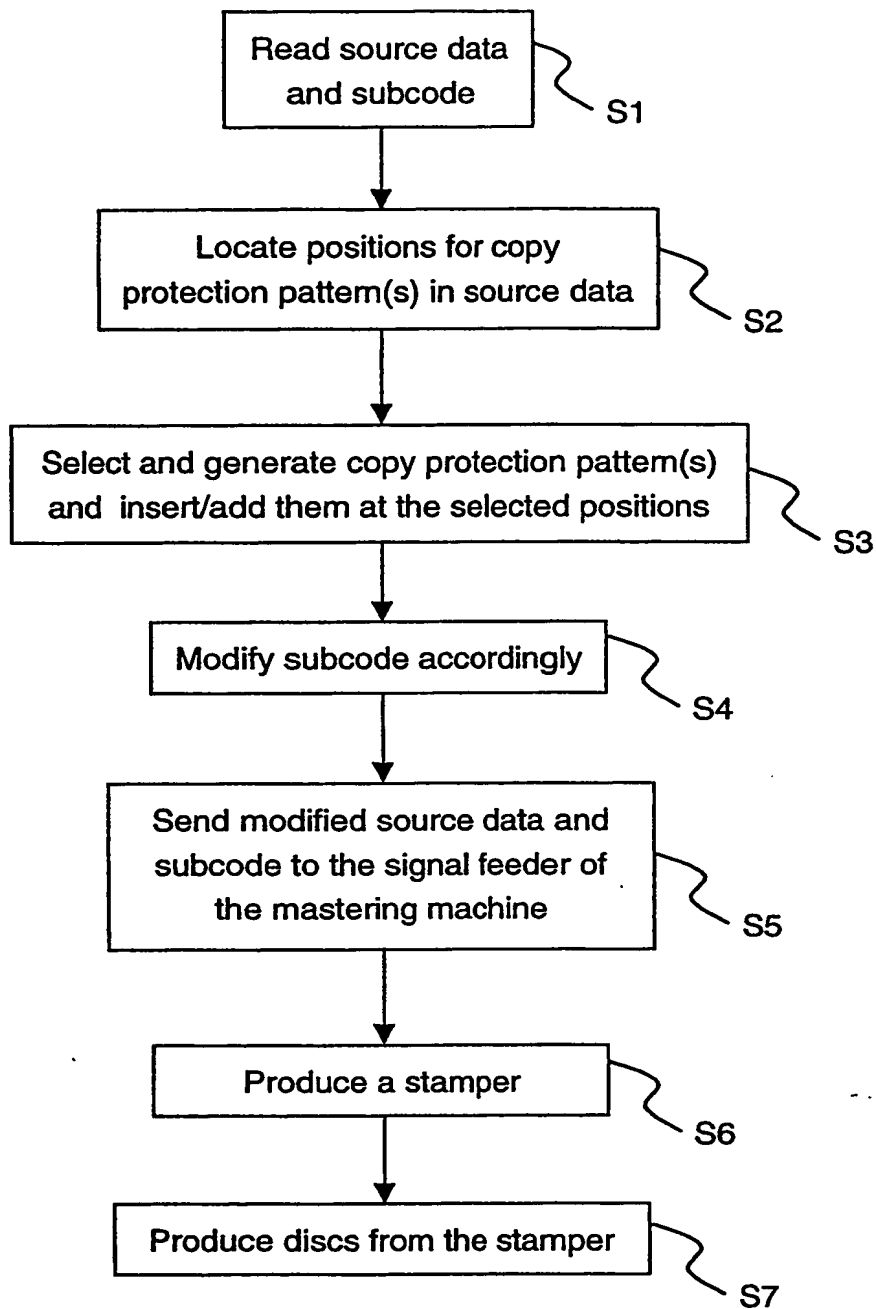 Read source data
and subcode
S1
Locate positions for copy
protection pattern(s) in source data
S2
Select and generate copy protection pattern(s)
and insert/add them at the selected positions
S3
Modify subcode accordingly
S4
Send modified source data and
subcode to the signal feeder of
the mastering machine
S5
Produce a stamper
S6
Produce discs from the stamper
S7